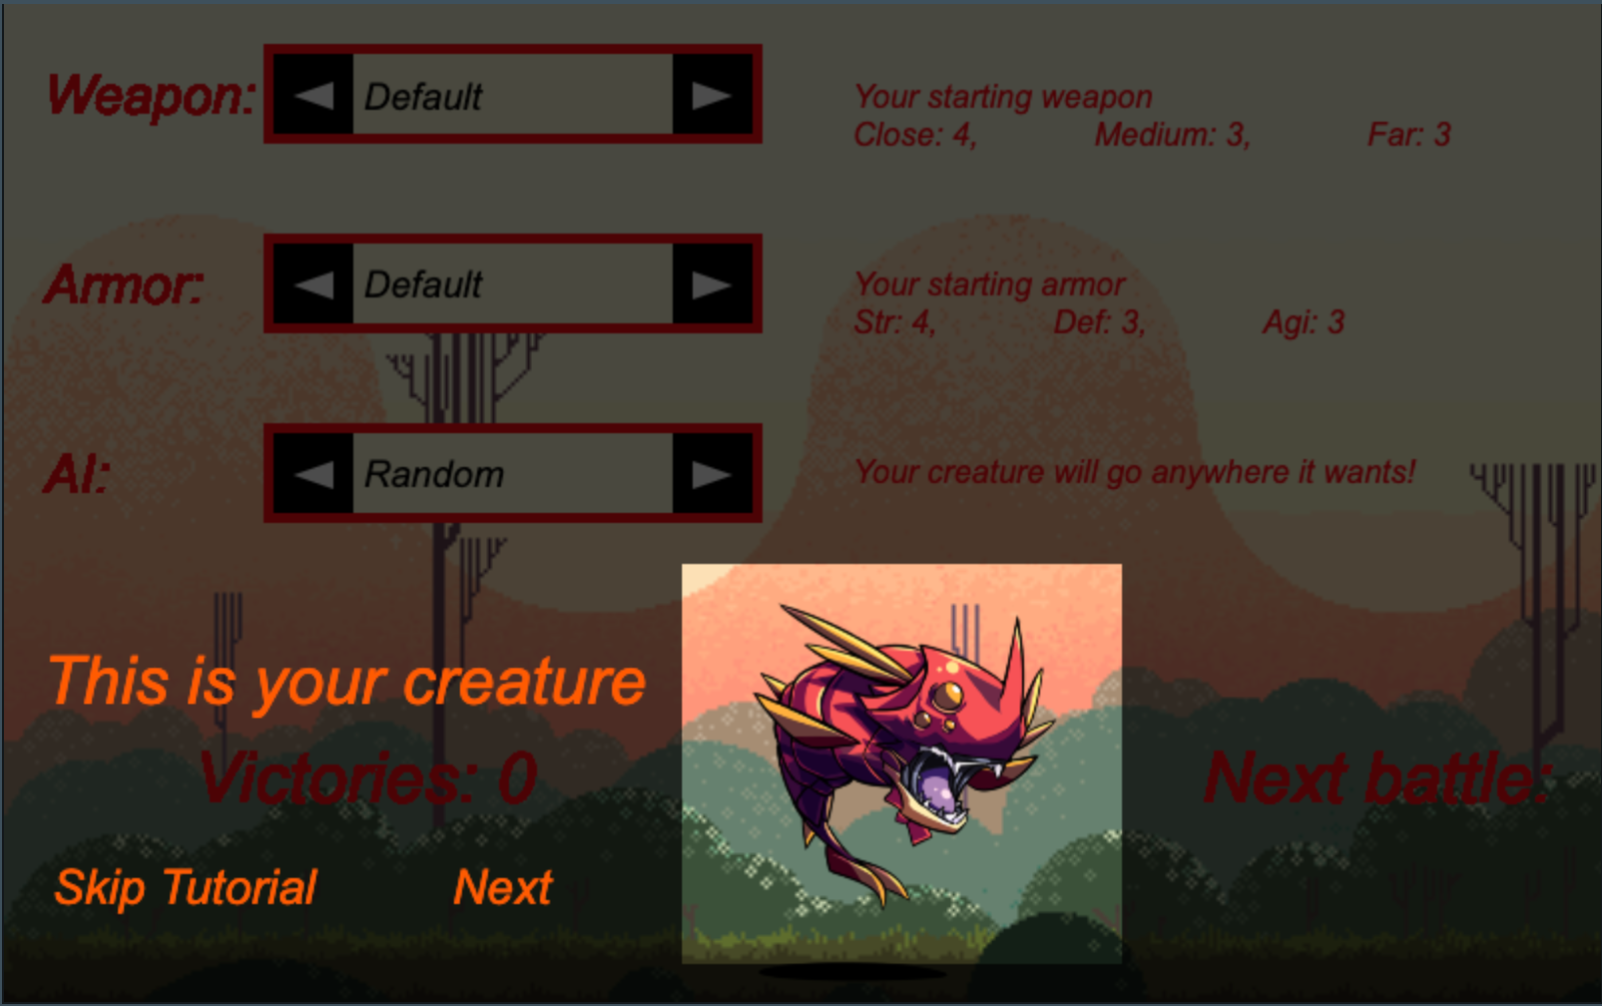 Weapon:
Default
Your starting weapon
Close: 4, Medium: 3, Far: 3
Armor:
Default
Your starting armor
Str: 4, Def: 3, Agi: 3
AI:
Random
Your creature will go anywhere it wants!
This is your creature
Victories: 0
Next battle:
Skip Tutorial
Next